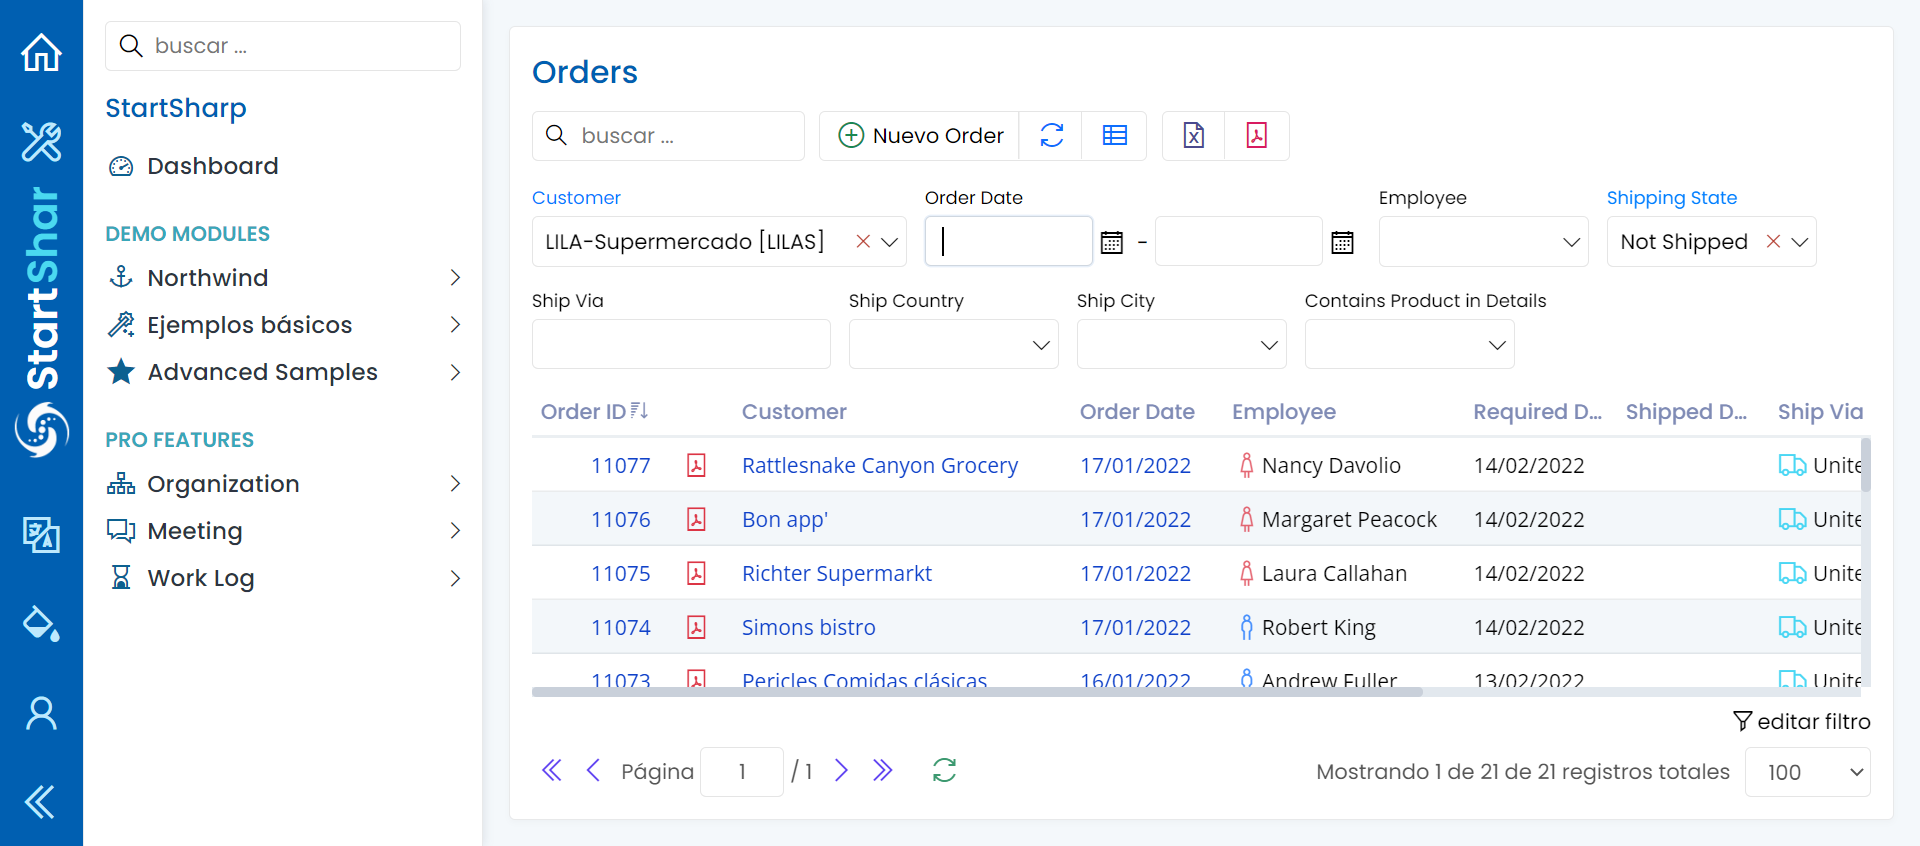 StartShar
buscar ...
StartSharp
Dashboard
DEMO MODULES
Northwind
Ejemplos básicos
Advanced Samples
PRO FEATURES
Organization
Meeting
Work Log
Orders
buscar ...
Nuevo Order
Customer
Order Date
Employee
Shipping State
LILA-Supermercado [LILAS]
-
Not Shipped
Ship Via
Ship Country
Ship City
Contains Product in Details
Order ID Customer Order Date Employee Required D... Shipped D... Ship Via
11077 Rattlesnake Canyon Grocery 17/01/2022 Nancy Davolio 14/02/2022 Unite
11076 Bon app' 17/01/2022 Margaret Peacock 14/02/2022 Unite
11075 Richter Supermarkt 17/01/2022 Laura Callahan 14/02/2022 Unite
11074 Simons bistro 17/01/2022 Robert King 14/02/2022 Unite
11073 Pericles Comidas clásicas 16/01/2022 Andrew Fuller 13/02/2022 Unite
editar filtro
Página 1 / 1
Mostrando 1 de 21 de 21 registros totales 100